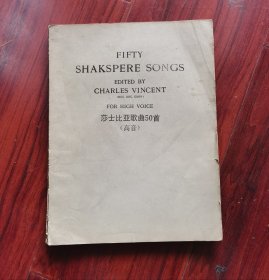 FIFTY
SHAKSPERE SONGS
EDITED BY
CHARLES VINCENT
FOR HIGH VOICE
莎士比亚歌曲50首
（高音）